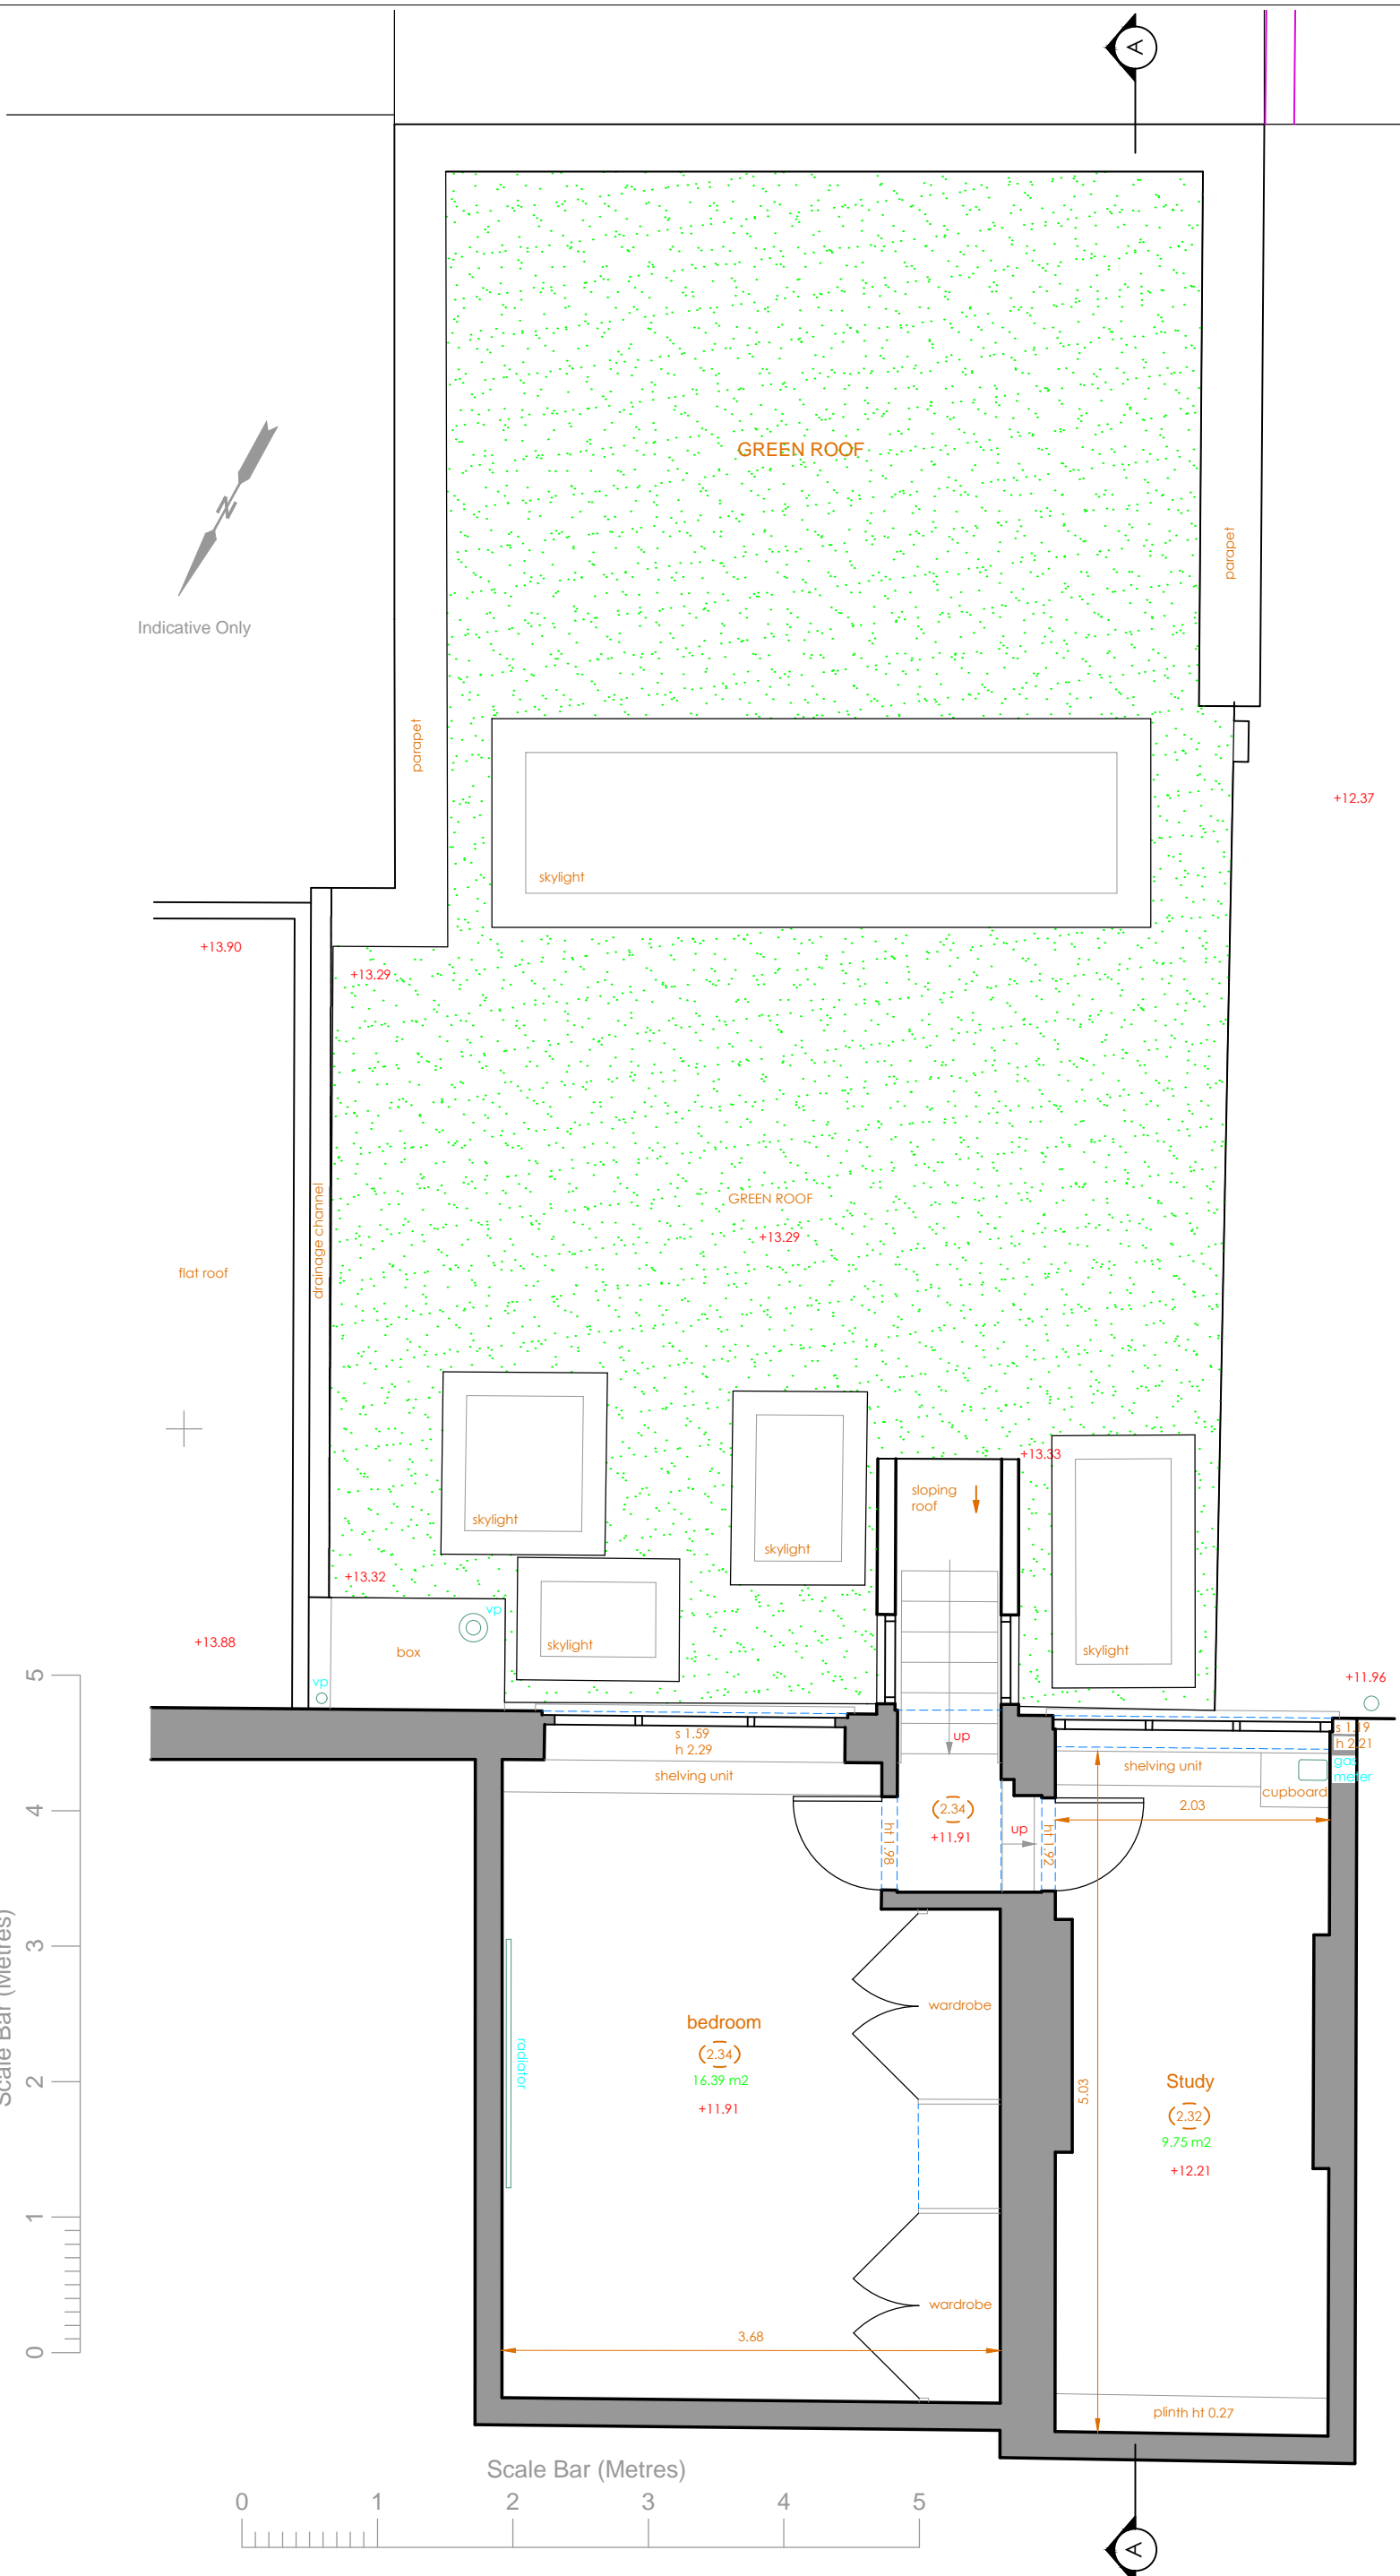 A
GREEN ROOF
N
Indicative Only
parapet
parapet
+12.37
skylight
+13.90
+13.29
drainage channel
GREEN ROOF
+13.29
flat roof
+13.33
sloping
roof
skylight
skylight
+13.32
vp
box
skylight
skylight
+13.88
vp
+11.96
up
s 1.59
h 2.29
s 1.19
h 2.21
gas
meter
shelving unit
shelving unit
cupboard
(2.34)
+11.91
up
ht 1.98
ht 1.92
2.03
wardrobe
bedroom
(2.34)
16.39 m2
+11.91
radiator
5.03
Study
(2.32)
9.75 m2
+12.21
wardrobe
3.68
plinth ht 0.27
Scale Bar (Metres)
5
4
3
2
1
0
Scale Bar (Metres)
0 1 2 3 4 5
A